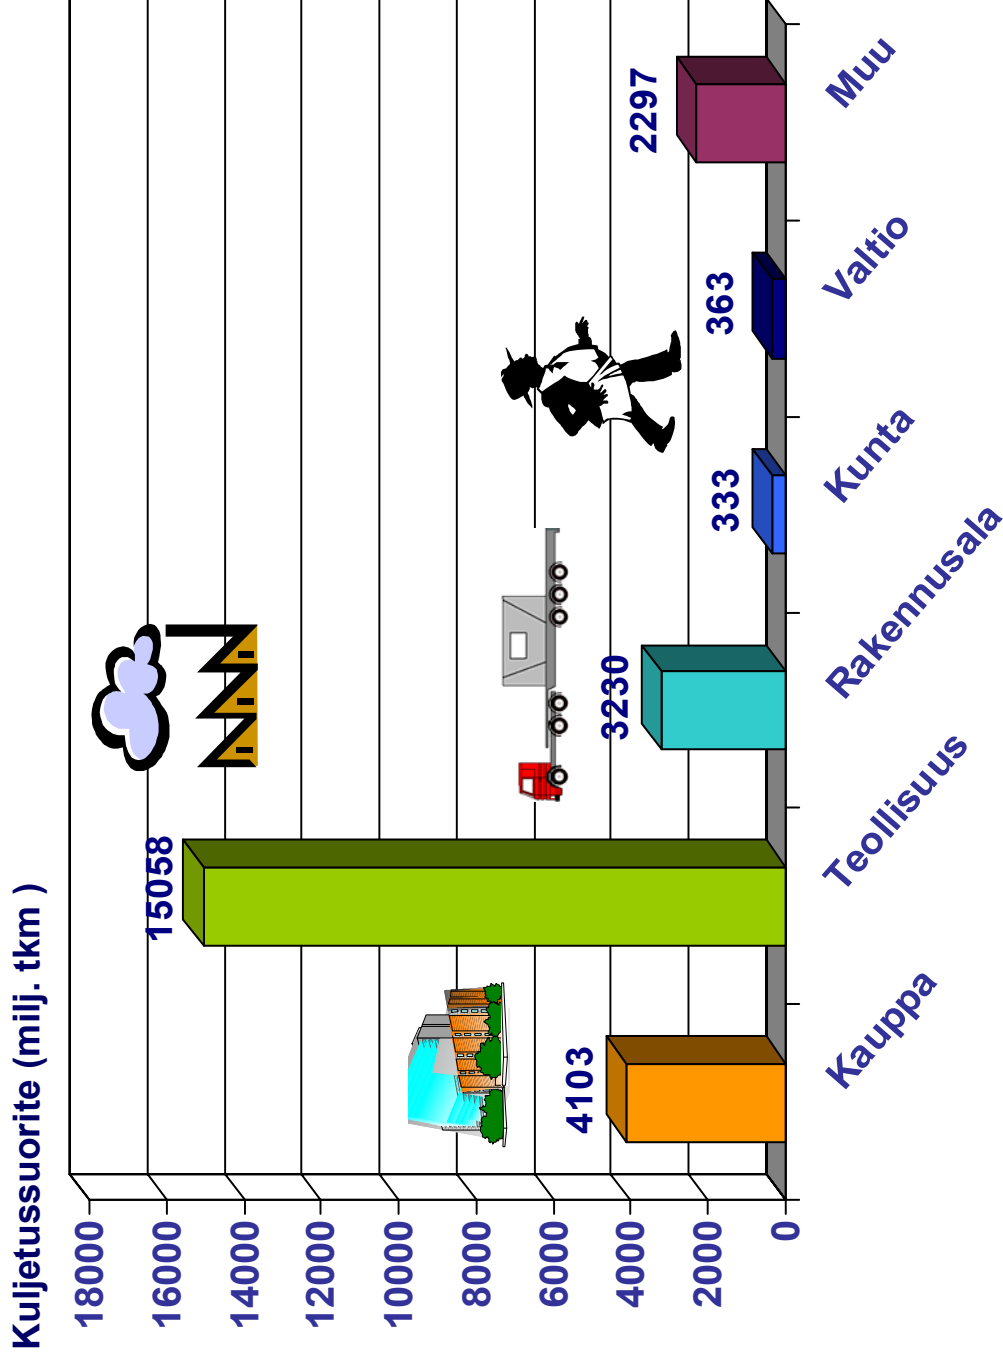 Kuljetussuorite (milj. tkm )
18000
16000
14000
12000
10000
8000
6000
4000
2000
0
4103
15058
3230
333
363
2297
Kauppa
Teollisuus
Rakennusala
Kunta
Valtio
Muu